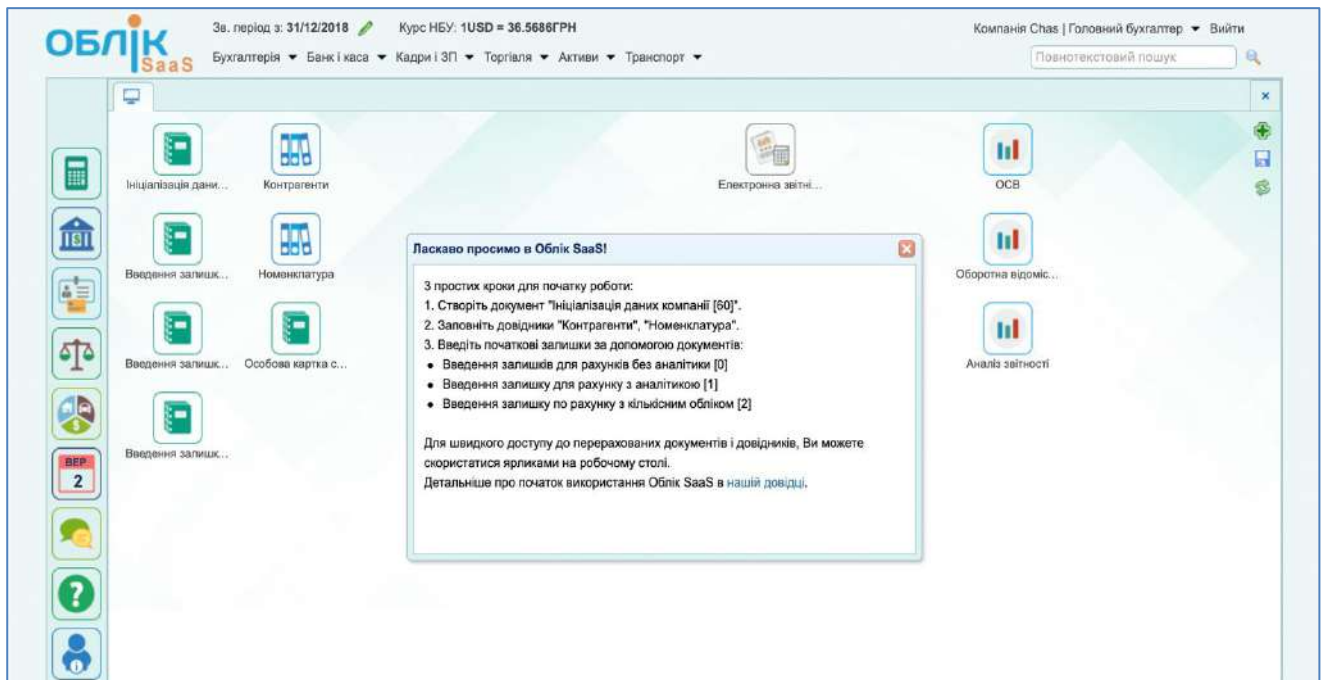 ОБЛІК SaaS
Зв. період з: 31/12/2018
Курс НБУ: 1USD = 36.5686ГРН
Компанія Chas | Головний бухгалтер
Вийти
Бухгалтерія
Банк і каса
Кадри і ЗП
Торгівля
Активи
Транспорт
Повнотекстовий пошук
Ініціалізація дани...
Контрагенти
Електронна звітні...
ОСВ
Введення залишк...
Номенклатура
Оборотна відоміс...
Введення залишк...
Особова картка с...
Аналіз звітності
Введення залишк...
Ласкаво просимо в Облік SaaS!
3 простих кроки для початку роботи:
1. Створіть документ "Ініціалізація даних компанії [60]".
2. Заповніть довідники "Контрагенти", "Номенклатура".
3. Введіть початкові залишки за допомогою документів:
● Введення залишків для рахунків без аналітики [0]
● Введення залишку для рахунку з аналітикою [1]
● Введення залишку по рахунку з кількісним обліком [2]
Для швидкого доступу до перерахованих документів і довідників, Ви можете
скористатися ярликами на робочому столі.
Детальніше про початок використання Облік SaaS в нашій довідці.
ВЕР
2